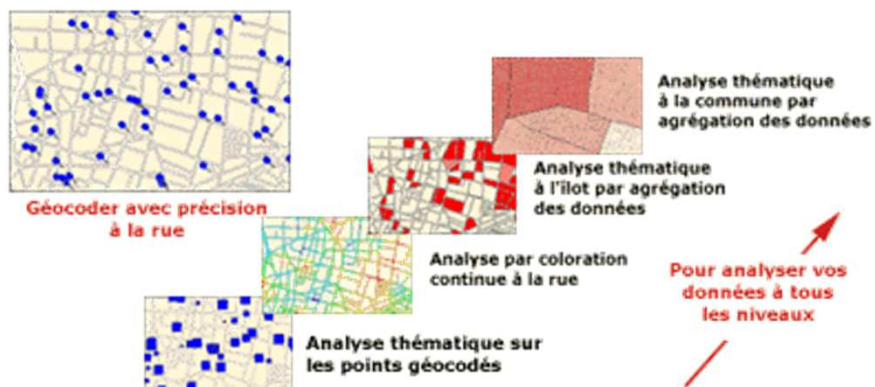 Géocoder avec précision
à la rue
Analyse thématique
à la commune par
agrégation des données
Analyse thématique
à l'îlot par agrégation
des données
Analyse par coloration
continue à la rue
Analyse thématique sur
les points géocodés
Pour analyser vos
données à tous
les niveaux